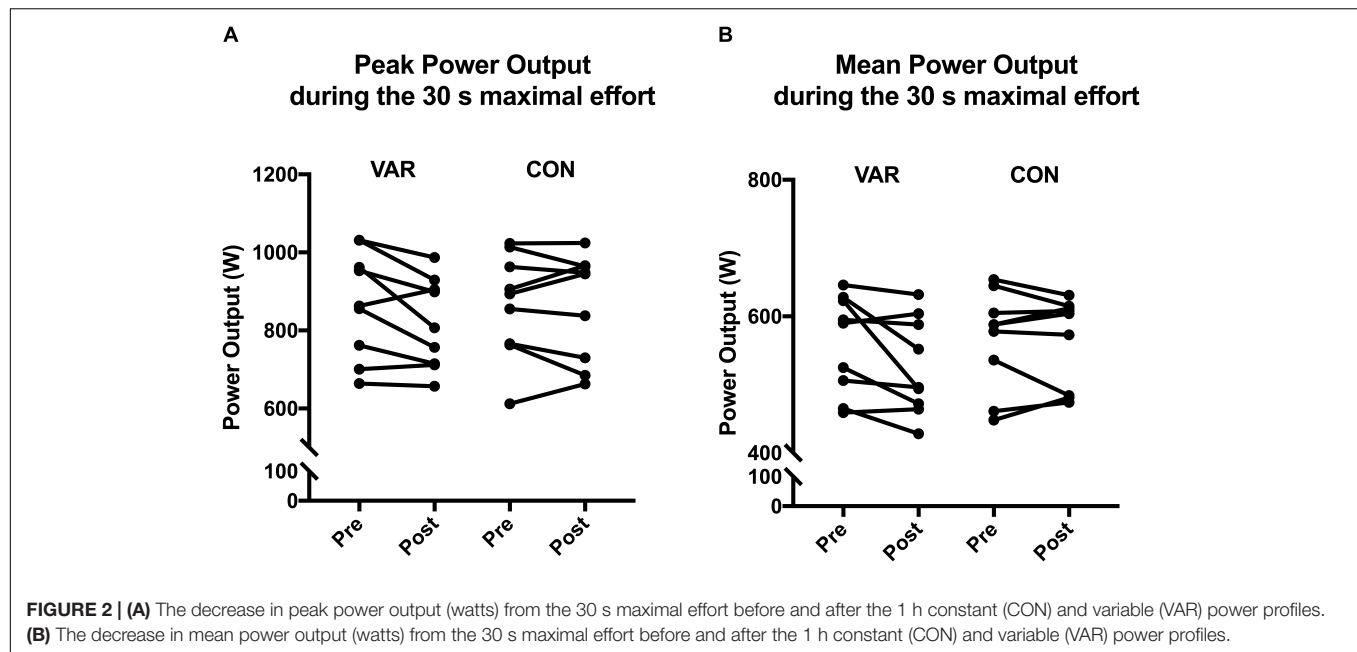 A
Peak Power Output
during the 30 s maximal effort
VAR
CON
1200
1000
800
600
100
0
Power Output (W)
Pre
Post
Pre
Post
B
Mean Power Output
during the 30 s maximal effort
VAR
CON
800
600
400
100
0
Power Output (W)
Pre
Post
Pre
Post
FIGURE 2 | (A) The decrease in peak power output (watts) from the 30 s maximal effort before and after the 1 h constant (CON) and variable (VAR) power profiles.
(B) The decrease in mean power output (watts) from the 30 s maximal effort before and after the 1 h constant (CON) and variable (VAR) power profiles.